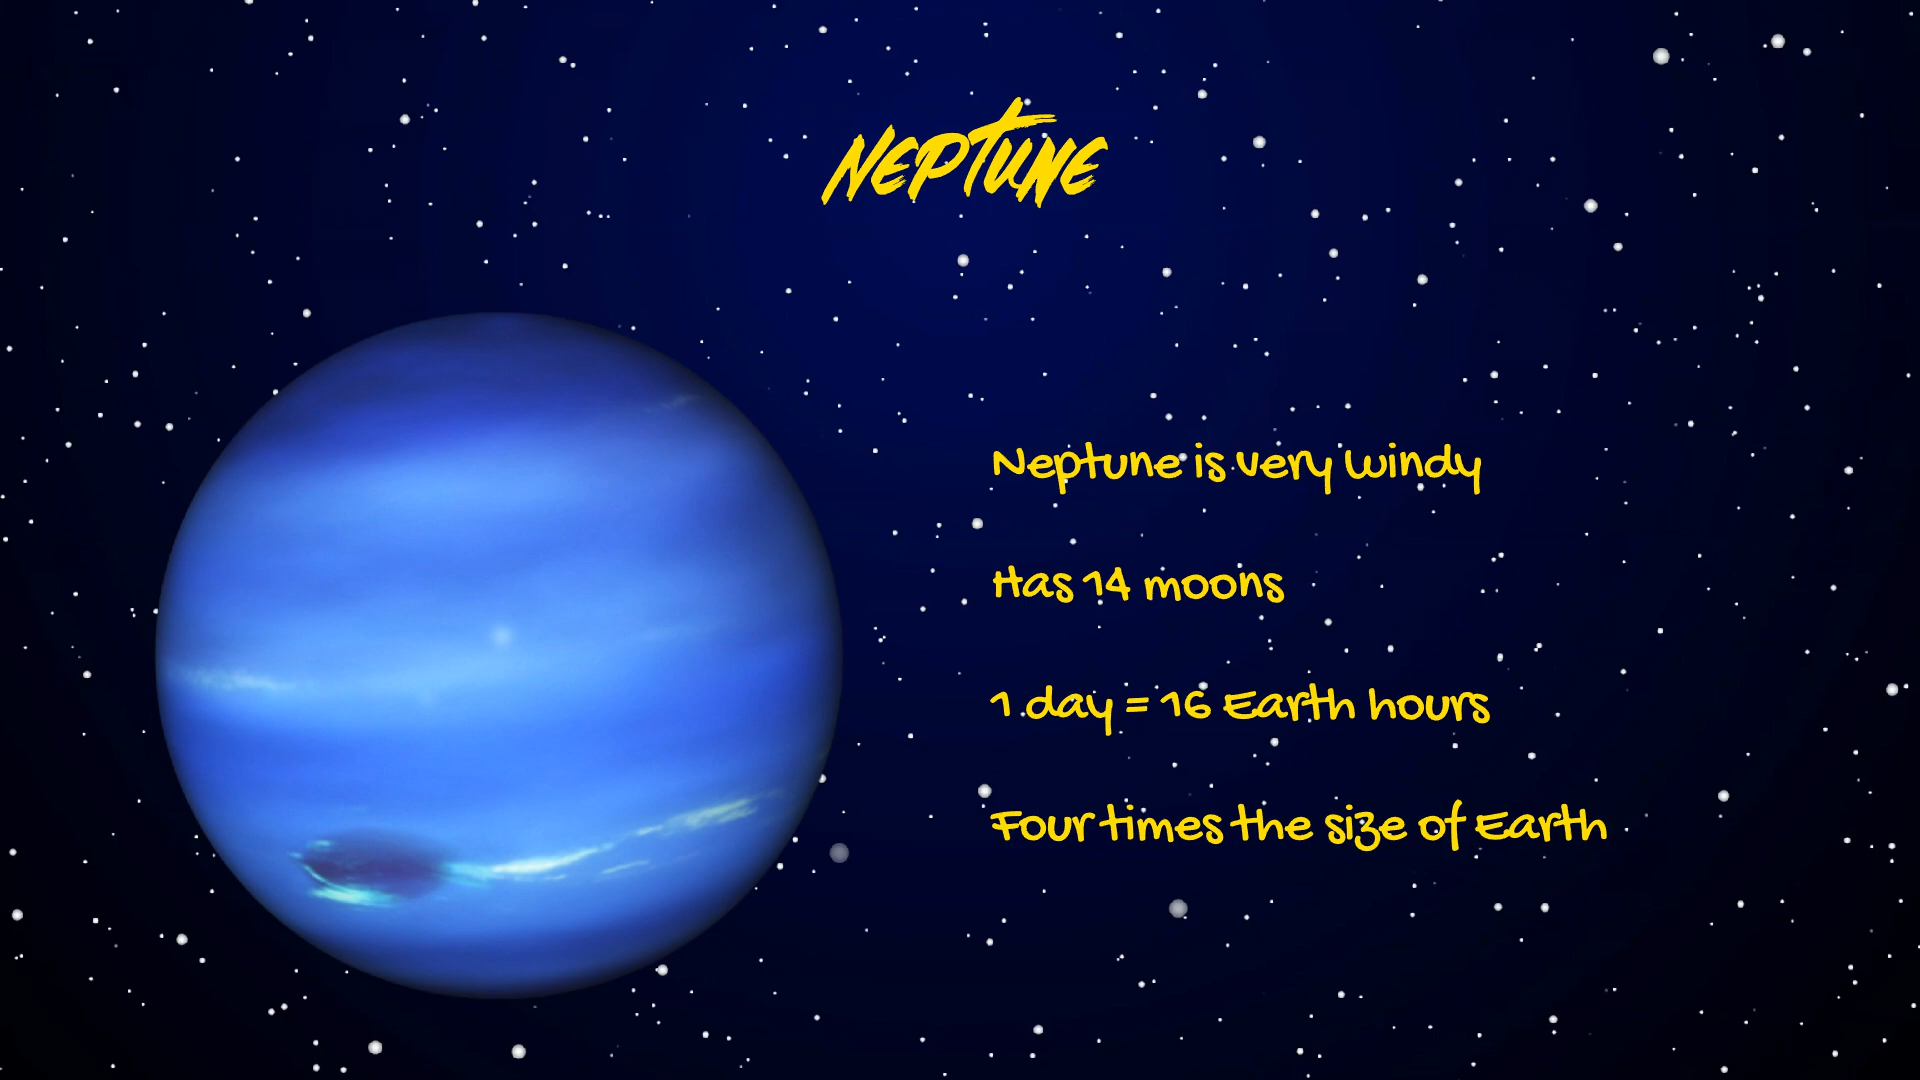 NEPTUNE
Neptune is very windy
Has 14 moons
1 day = 16 Earth hours
Four times the size of Earth